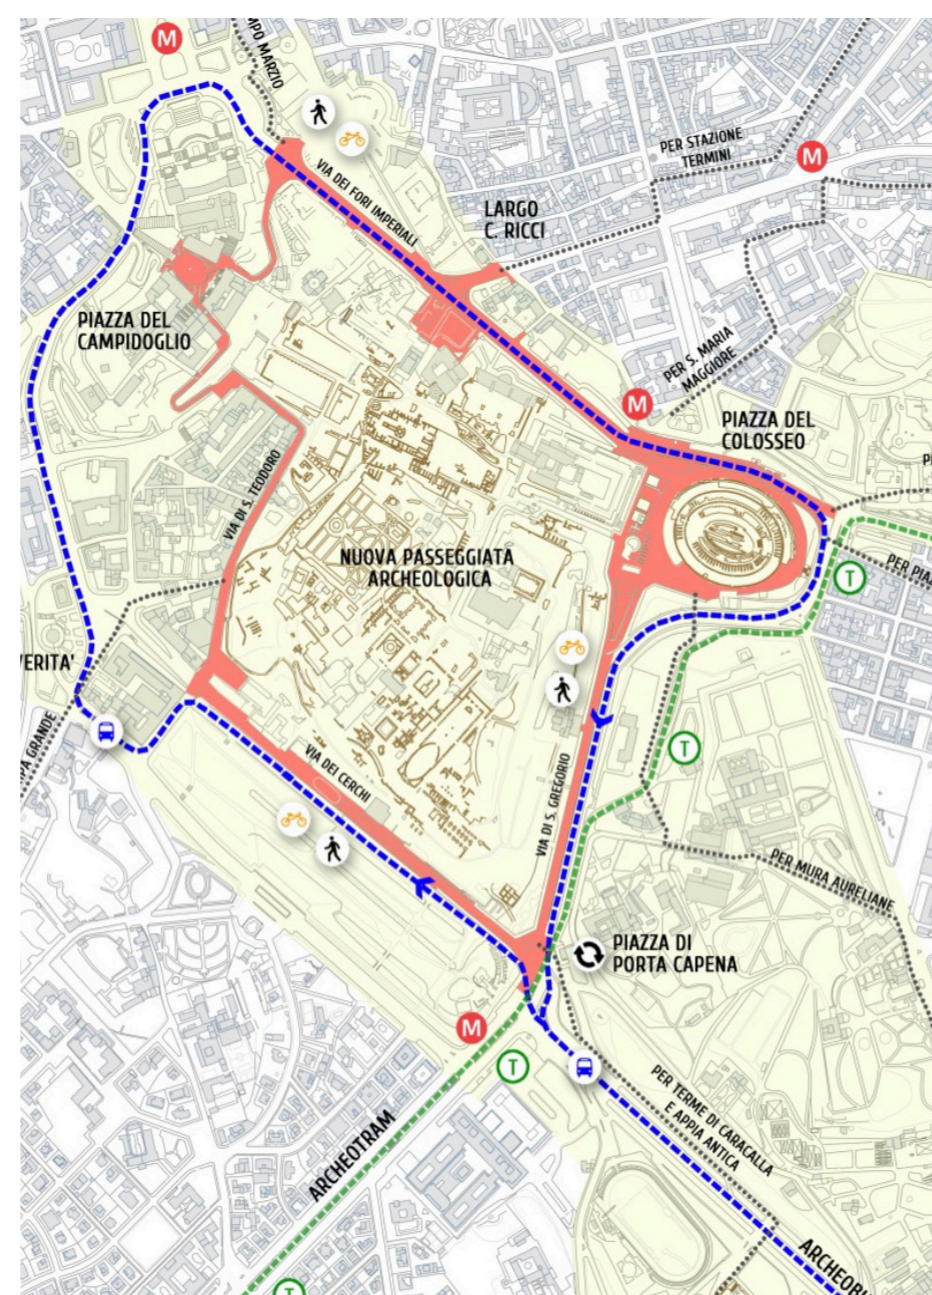 M
MPO MARZIO
VIA DEI FORI IMPERIALI
PER STAZIONE
TERMINI
M
LARGO
C. RICCI
PIAZZA DEL
CAMPIDOGLIO
PER S. MARIA
MAGGIORE
M
PIAZZA DEL
COLOSSEO
VIA DI S. TEODORO
NUOVA PASSEGGIATA
ARCHEOLOGICA
PER PIAZ
T
VERITA'
PA GRANDE
VIA DEI CERCHI
VIA DI S. GREGORIO
T
PER MURA AURELIANE
PIAZZA DI
PORTA CAPENA
M
T
PER TERME DI CARACALLA
E APPIA ANTICA
ARCHEOTRAM
ARCHEOBU
T